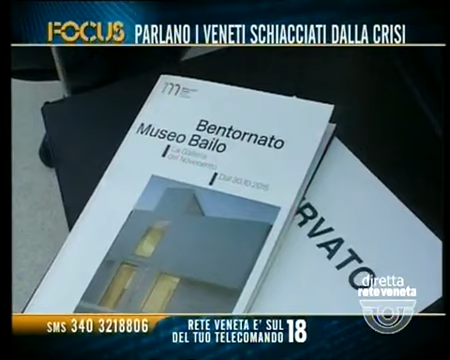 FOCUS PARLANO I VENETI SCHIACCIATI DALLA CRISI
Bentornato
Museo Bailo
La Galleria
del Novecento
Dal 30.10.2015
RVATO
diretta
rete veneta
SMS 340 3218806
RETE VENETA E' SUL
DEL TUO TELECOMANDO 18